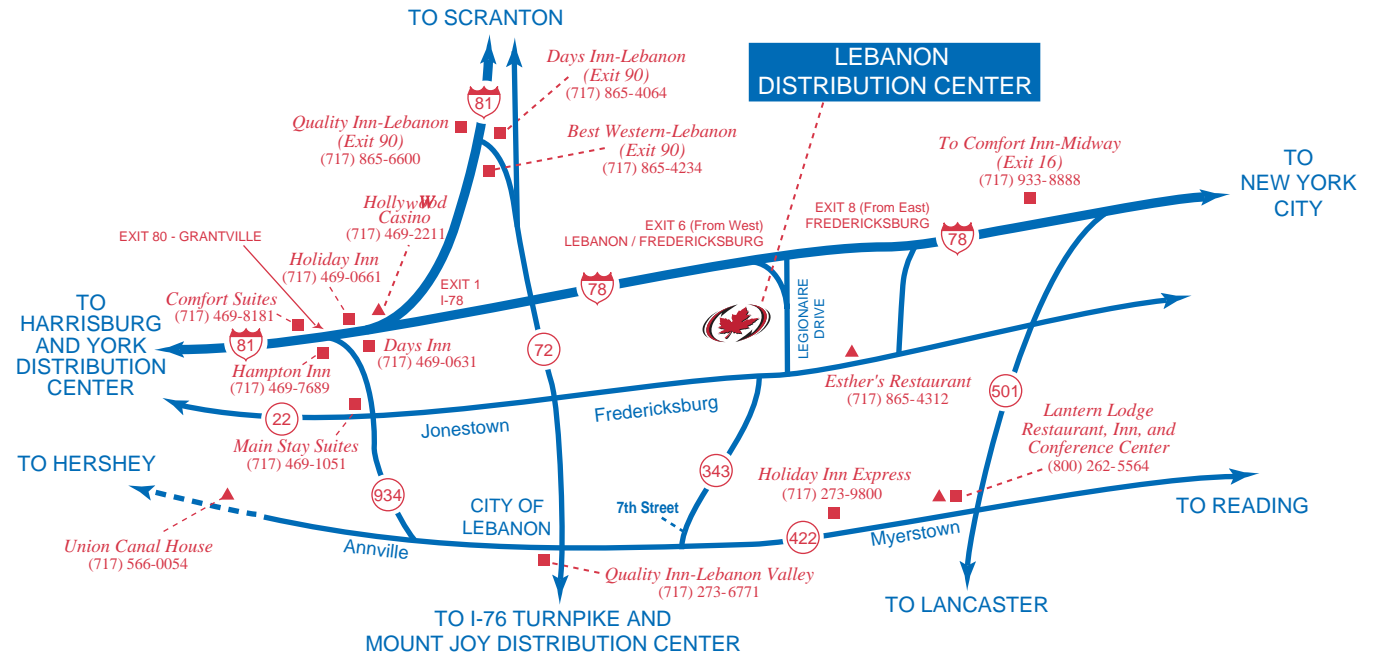 TO SCRANTON
81
Days Inn-Lebanon
(Exit 90)
(717) 865-4064
LEBANON
DISTRIBUTION CENTER
Quality Inn-Lebanon
(Exit 90)
(717) 865-6600
Best Western-Lebanon
(Exit 90)
(717) 865-4234
To Comfort Inn-Midway
(Exit 16)
(717) 933-8888
TO
NEW YORK
CITY
Hollywood
Casino
(717) 469-2211
EXIT 80 - GRANTVILLE
Holiday Inn
(717) 469-0661
EXIT 1
I-78
78
EXIT 6 (From West)
LEBANON / FREDERICKSBURG
EXIT 8 (From East)
FREDERICKSBURG
78
TO
HARRISBURG
AND YORK
DISTRIBUTION
CENTER
Comfort Suites
(717) 469-8181
81
Hampton Inn
(717) 469-7689
Days Inn
(717) 469-0631
72
LEGIONAIRE
DRIVE
Esther's Restaurant
(717) 865-4312
501
22
Jonestown
Fredericksburg
Main Stay Suites
(717) 469-1051
Lantern Lodge
Restaurant, Inn, and
Conference Center
(800) 262-5564
TO HERSHEY
934
CITY OF
LEBANON
343
7th Street
Holiday Inn Express
(717) 273-9800
TO READING
Union Canal House
(717) 566-0054
Annville
422
Myerstown
Quality Inn-Lebanon Valley
(717) 273-6771
TO LANCASTER
TO I-76 TURNPIKE AND
MOUNT JOY DISTRIBUTION CENTER